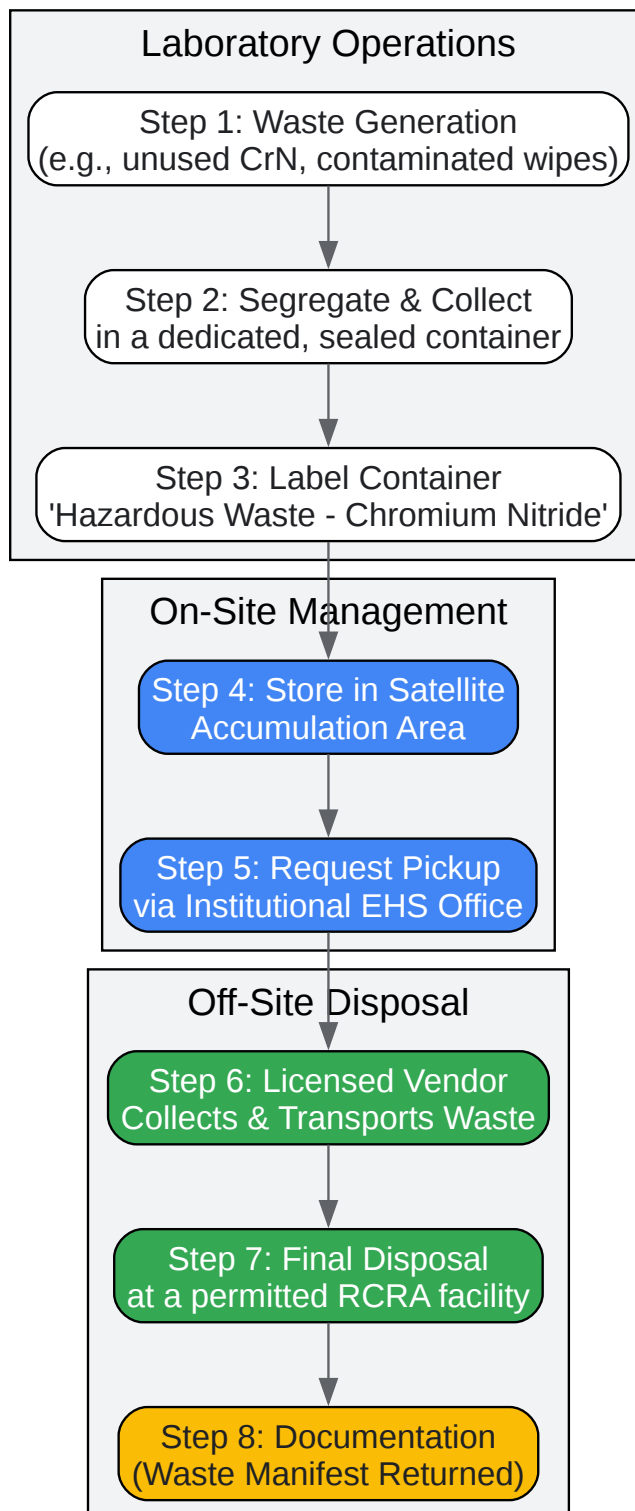 Laboratory Operations
Step 1: Waste Generation
(e.g., unused CrN, contaminated wipes)
Step 2: Segregate & Collect
in a dedicated, sealed container
Step 3: Label Container
'Hazardous Waste - Chromium Nitride'
On-Site Management
Step 4: Store in Satellite
Accumulation Area
Step 5: Request Pickup
via Institutional EHS Office
Off-Site Disposal
Step 6: Licensed Vendor
Collects & Transports Waste
Step 7: Final Disposal
at a permitted RCRA facility
Step 8: Documentation
(Waste Manifest Returned)